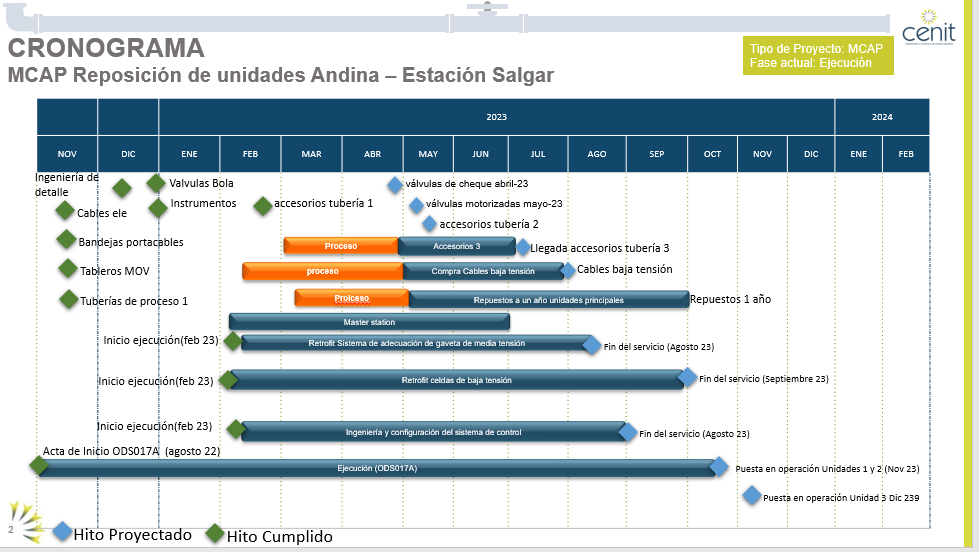 CRONOGRAMA
MCAP Reposición de unidades Andina – Estación Salgar
Tipo de Proyecto: MCAP
Fase actual: Ejecución
cenit
2023
2024
NOV DIC ENE FEB MAR ABR MAY JUN JUL AGO SEP OCT NOV DIC ENE FEB
Ingeniería de
detalle
Valvulas Bola
válvulas de cheque abril-23
Cables ele
Instrumentos
accesorios tubería 1
válvulas motorizadas mayo-23
accesorios tubería 2
Bandejas portacables
Proceso
Accesorios 3
Llegada accesorios tubería 3
Tableros MOV
proceso
Compra Cables baja tensión
Cables baja tensión
Tuberías de proceso 1
Prolceso
Repuestos a un año unidades principales
Repuestos 1 año
Master station
Inicio ejecución(feb 23)
Retrofit Sistema de adecuación de gaveta de media tensión
Fin del servicio (Agosto 23)
Inicio ejecución(feb 23)
Retrofit celdas de baja tensión
Fin del servicio (Septiembre 23)
Inicio ejecución(feb 23)
Ingeniería y configuración del sistema de control
Fin del servicio (Agosto 23)
Acta de Inicio ODS017A (agosto 22)
Ejecución (ODS017A)
Puesta en operación Unidades 1 y 2 (Nov 23)
Puesta en operación Unidad 3 Dic 239
2
Hito Proyectado
Hito Cumplido